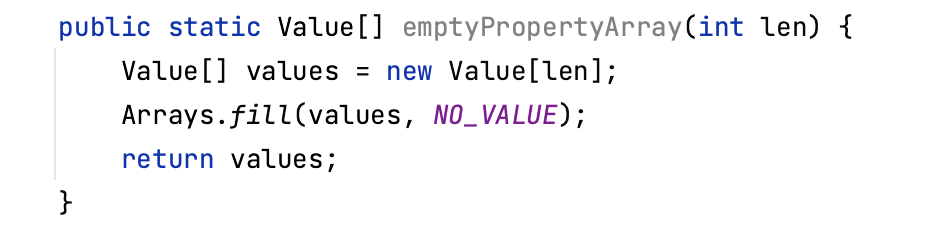 public static Value[] emptyPropertyArray(int len) {
    Value[] values = new Value[len];
    Arrays.fill(values, NO_VALUE);
    return values;
}